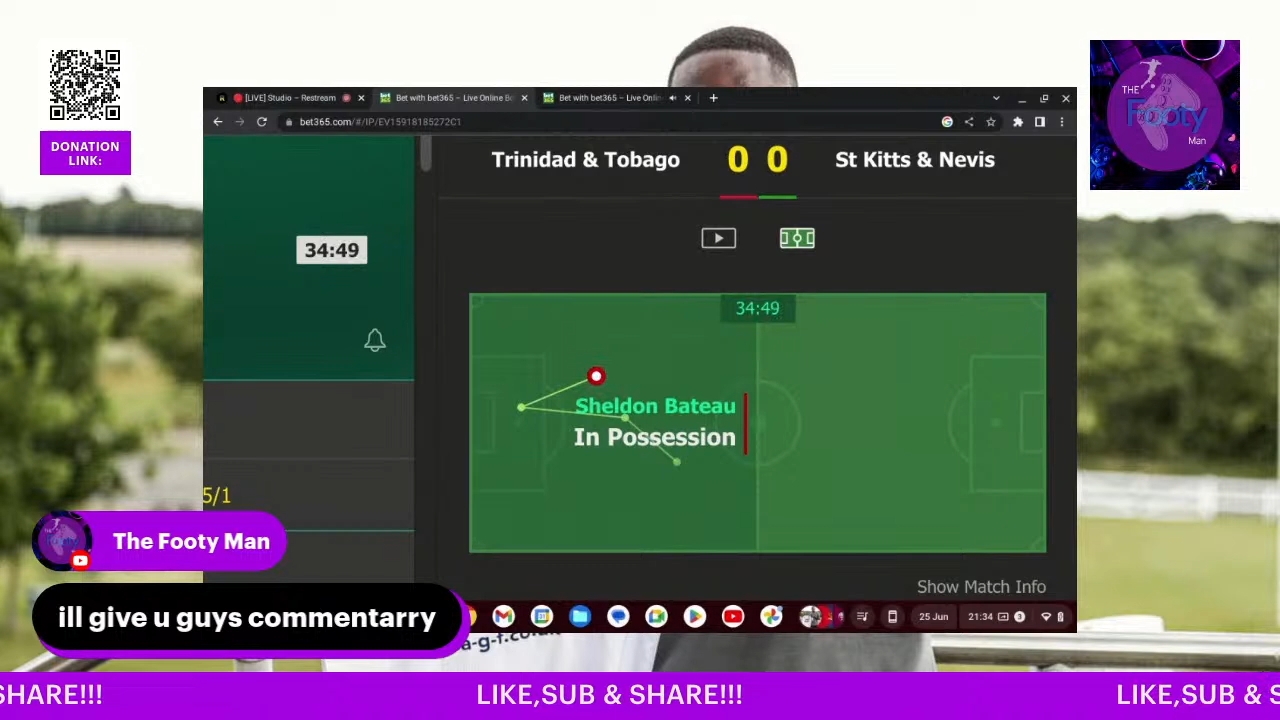 DONATION
LINK:
[LIVE] Studio – Restream
Bet with bet365 – Live Online Be
Bet with bet365 – Live Onlin
bet365.com/#/IP/EV15918185272C1
THE
Footy
Man
Trinidad & Tobago
0 0
St Kitts & Nevis
34:49
34:49
Sheldon Bateau
In Possession
5/1
Show Match Info
The Footy Man
ill give u guys commentarry
25 Jun
21:34
SHARE!!!
LIKE,SUB & SHARE!!!
LIKE,SUB & S